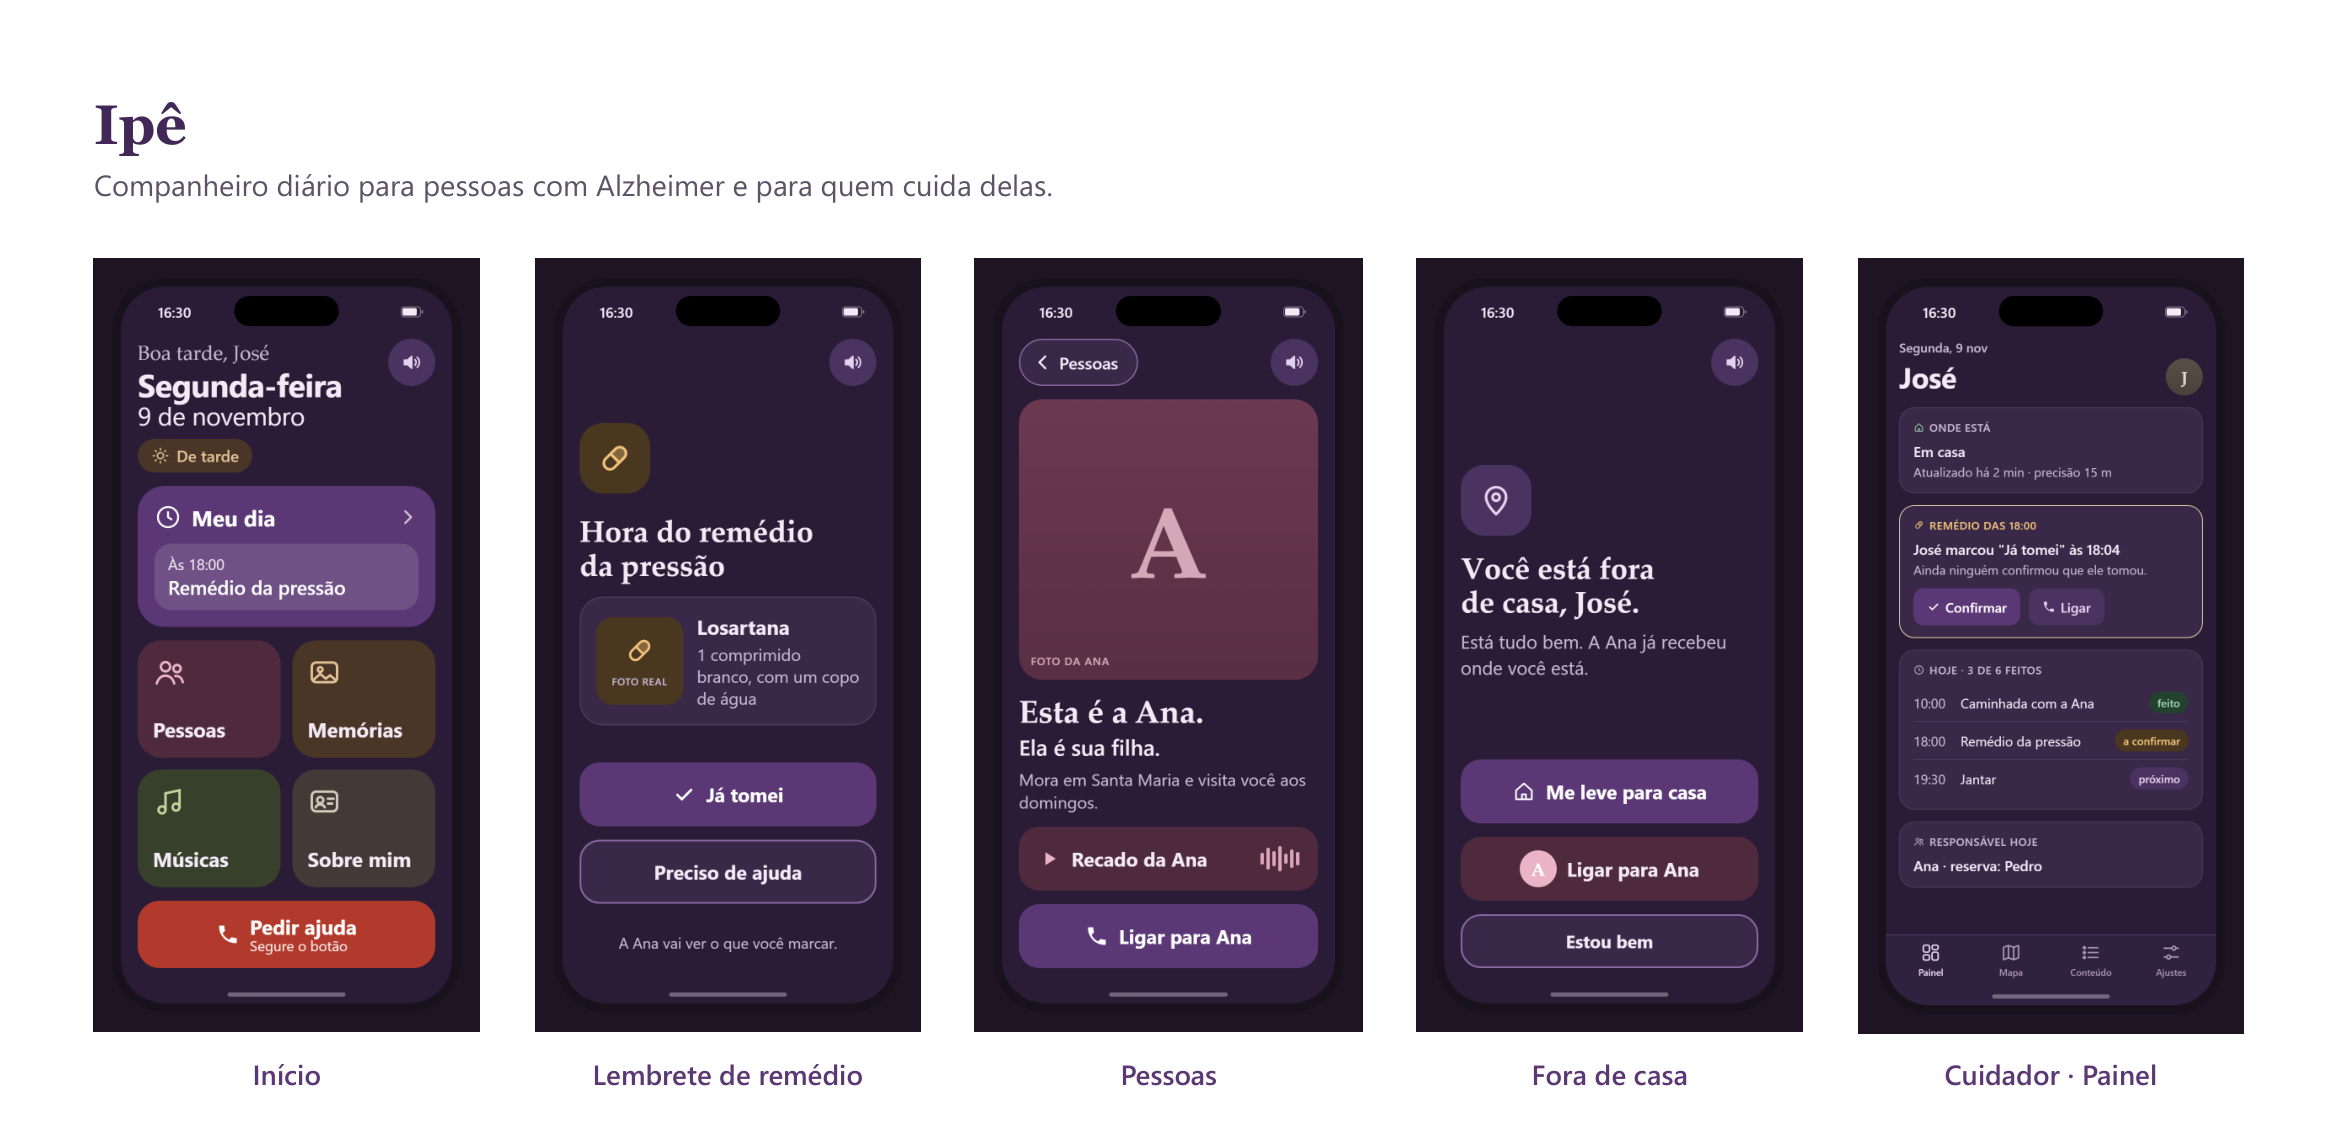 Ipê
Companheiro diário para pessoas com Alzheimer e para quem cuida delas.
16:30
Boa tarde, José
Segunda-feira
9 de novembro
De tarde
Meu dia
Às 18:00
Remédio da pressão
Pessoas
Memórias
Músicas
Sobre mim
Pedir ajuda
Segure o botão
Início
16:30
Hora do remédio
da pressão
FOTO REAL
Losartana
1 comprimido
branco, com um copo
de água
Já tomei
Preciso de ajuda
A Ana vai ver o que você marcar.
Lembrete de remédio
16:30
Pessoas
A
FOTO DA ANA
Esta é a Ana.
Ela é sua filha.
Mora em Santa Maria e visita você aos
domingos.
Recado da Ana
Ligar para Ana
Pessoas
16:30
Você está fora
de casa, José.
Está tudo bem. A Ana já recebeu
onde você está.
Me leve para casa
A Ligar para Ana
Estou bem
Fora de casa
16:30
Segunda, 9 nov
José
J
ONDE ESTÁ
Em casa
Atualizado há 2 min · precisão 15 m
REMÉDIO DAS 18:00
José marcou "Já tomei" às 18:04
Ainda ninguém confirmou que ele tomou.
Confirmar
Ligar
HOJE · 3 DE 6 FEITOS
10:00 Caminhada com a Ana feito
18:00 Remédio da pressão a confirmar
19:30 Jantar próximo
RESPONSÁVEL HOJE
Ana · reserva: Pedro
Painel
Mapa
Conteúdo
Ajustes
Cuidador · Painel